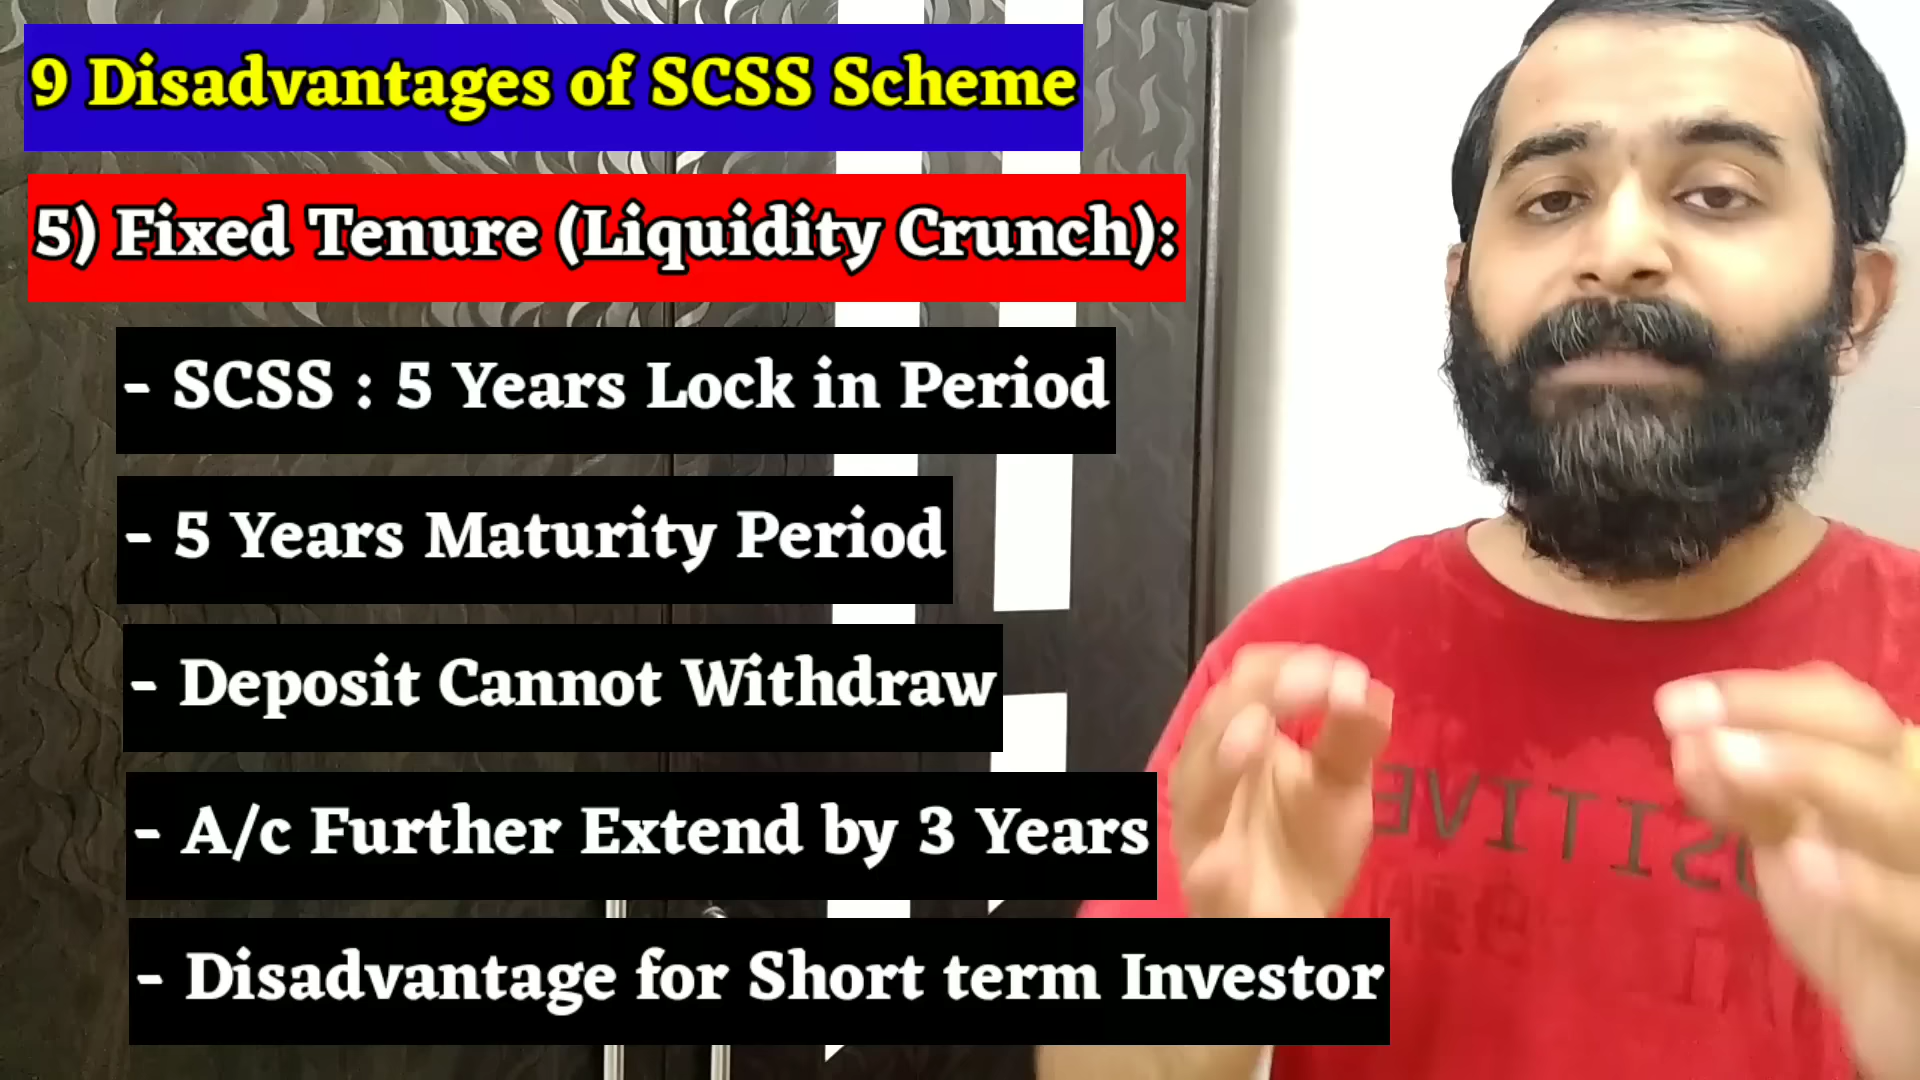 9 Disadvantages of SCSS Scheme
5) Fixed Tenure (Liquidity Crunch):
- SCSS : 5 Years Lock in Period
- 5 Years Maturity Period
- Deposit Cannot Withdraw
- A/c Further Extend by 3 Years
- Disadvantage for Short term Investor